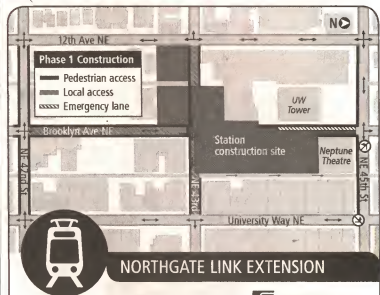 N
12th Ave NE
Phase 1 Construction
Pedestrian access
Local access
Emergency lane
UW
Tower
Brooklyn Ave NE
Station
construction site
Neptune
Theatre
NE 42nd St
NE 43rd
NE 45th St
University Way NE
NORTHGATE LINK EXTENSION